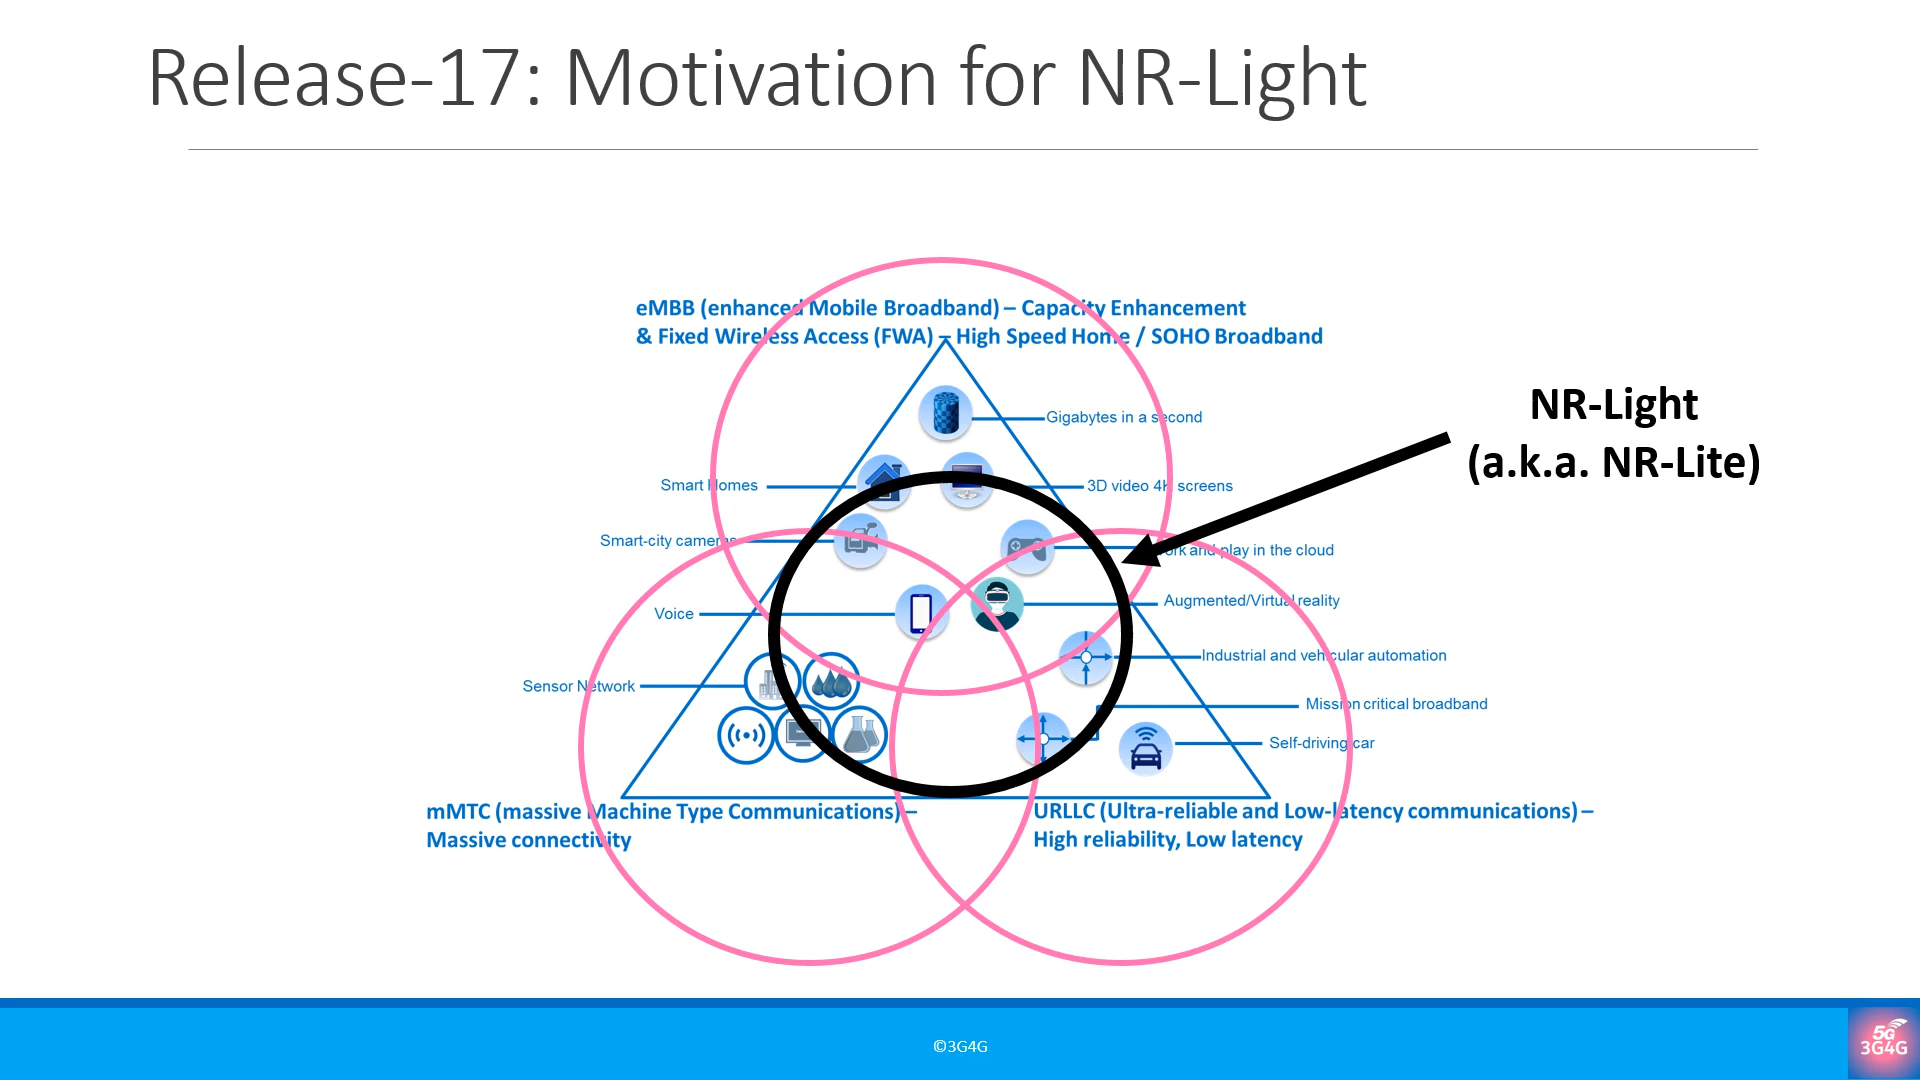 Release-17: Motivation for NR-Light
eMBB (enhanced Mobile Broadband) – Capacity Enhancement
& Fixed Wireless Access (FWA) – High Speed Home / SOHO Broadband
NR-Light
(a.k.a. NR-Lite)
Gigabytes in a second
Smart Homes
3D video 4K screens
Smart-city cameras
Work and play in the cloud
Voice
Augmented/Virtual reality
Industrial and vehicular automation
Sensor Network
Mission critical broadband
Self-driving car
mMTC (massive Machine Type Communications) –
Massive connectivity
URLLC (Ultra-reliable and Low-latency communications) –
High reliability, Low latency
©3G4G
5G
3G4G